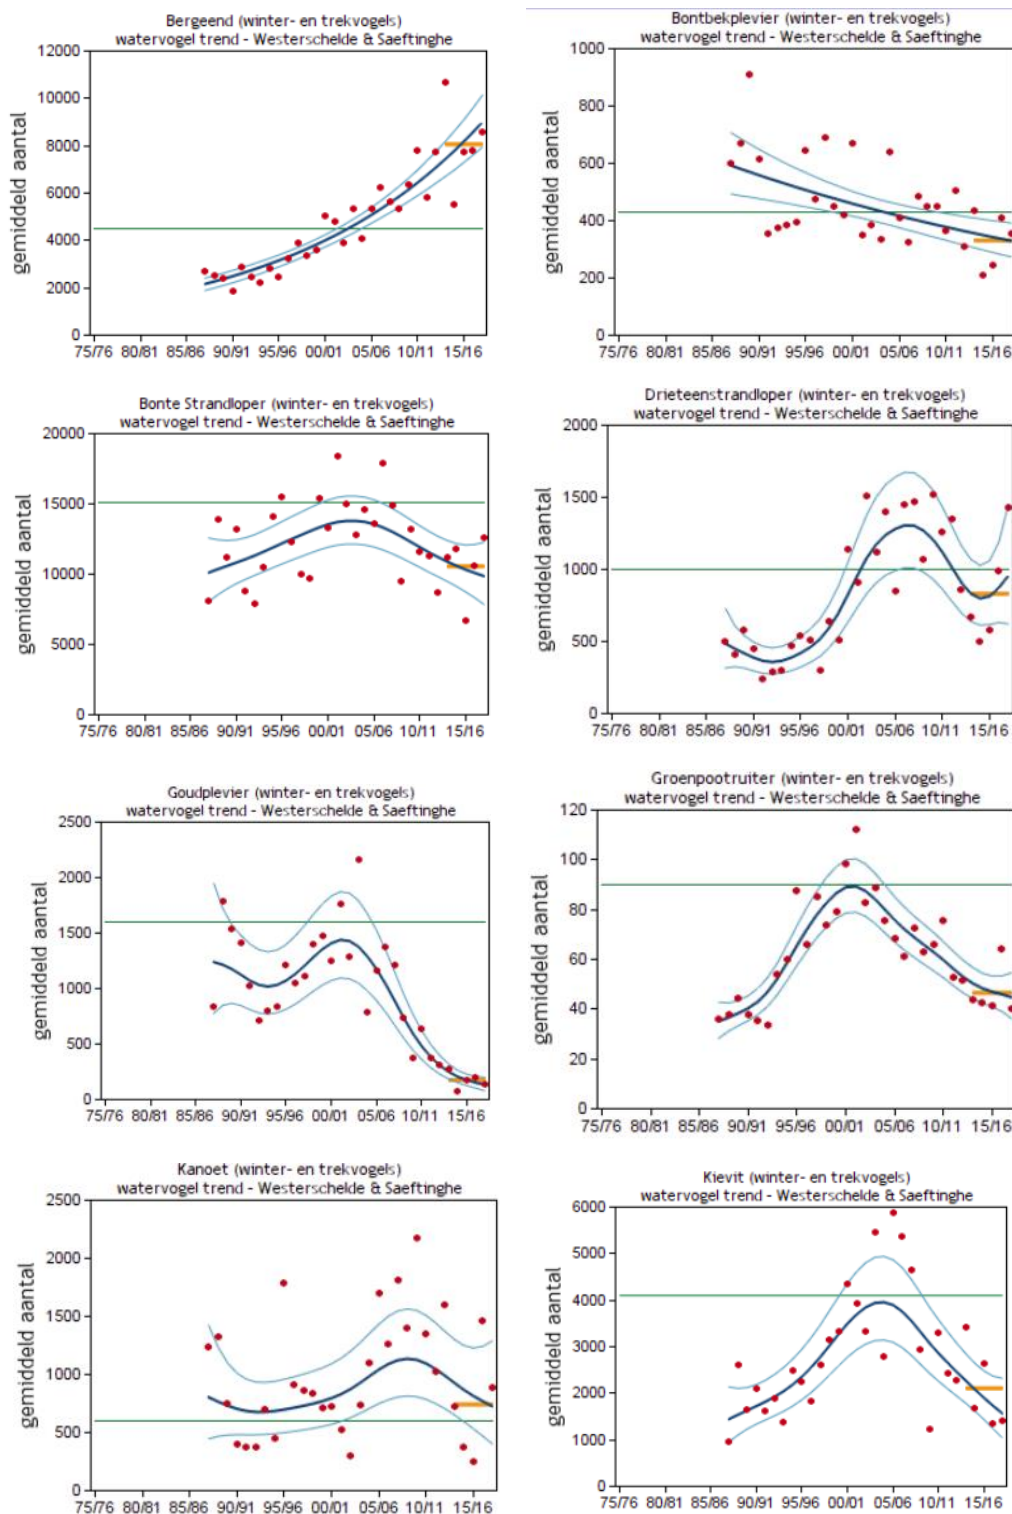 Bergeend (winter- en trekvogels)
watervogel trend - Westerschelde & Saeftinghe
12000
10000
8000
6000
4000
2000
0
gemiddeld aantal
75/76 80/81 85/86 90/91 95/96 00/01 05/06 10/11 15/16
Bontbekplevier (winter- en trekvogels)
watervogel trend - Westerschelde & Saeftinghe
1000
800
600
400
200
0
gemiddeld aantal
75/76 80/81 85/86 90/91 95/96 00/01 05/06 10/11 15/16
Bonte Strandloper (winter- en trekvogels)
watervogel trend - Westerschelde & Saeftinghe
20000
15000
10000
5000
0
gemiddeld aantal
75/76 80/81 85/86 90/91 95/96 00/01 05/06 10/11 15/16
Drieteenstrandloper (winter- en trekvogels)
watervogel trend - Westerschelde & Saeftinghe
2000
1500
1000
500
0
gemiddeld aantal
75/76 80/81 85/86 90/91 95/96 00/01 05/06 10/11 15/16
Goudplevier (winter- en trekvogels)
watervogel trend - Westerschelde & Saeftinghe
2500
2000
1500
1000
500
0
gemiddeld aantal
75/76 80/81 85/86 90/91 95/96 00/01 05/06 10/11 15/16
Groenpootruiter (winter- en trekvogels)
watervogel trend - Westerschelde & Saeftinghe
120
100
80
60
40
20
0
gemiddeld aantal
75/76 80/81 85/86 90/91 95/96 00/01 05/06 10/11 15/16
Kanoet (winter- en trekvogels)
watervogel trend - Westerschelde & Saeftinghe
2500
2000
1500
1000
500
0
gemiddeld aantal
75/76 80/81 85/86 90/91 95/96 00/01 05/06 10/11 15/16
Kievit (winter- en trekvogels)
watervogel trend - Westerschelde & Saeftinghe
6000
5000
4000
3000
2000
1000
0
gemiddeld aantal
75/76 80/81 85/86 90/91 95/96 00/01 05/06 10/11 15/16